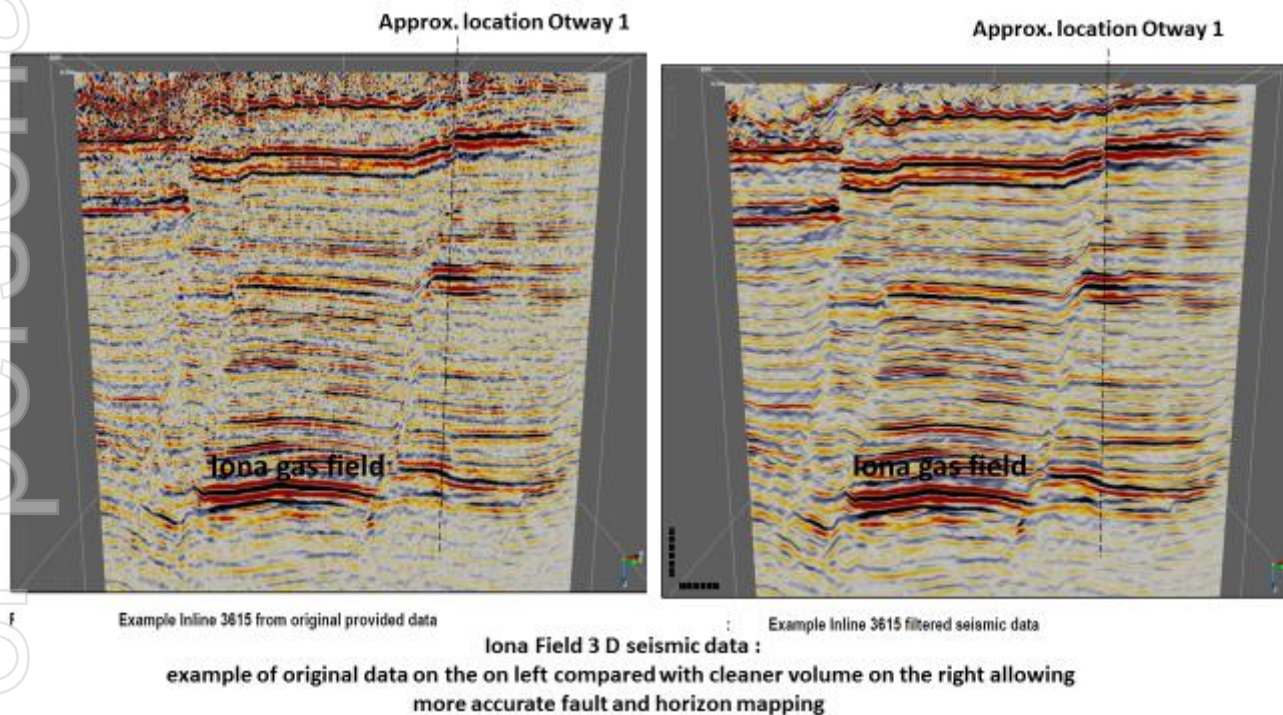 Approx. location Otway 1
Approx. location Otway 1
Iona gas field
Iona gas field
F
Example Inline 3615 from original provided data
: Example Inline 3615 filtered seismic data
Iona Field 3 D seismic data :
example of original data on the on left compared with cleaner volume on the right allowing
more accurate fault and horizon mapping
personal